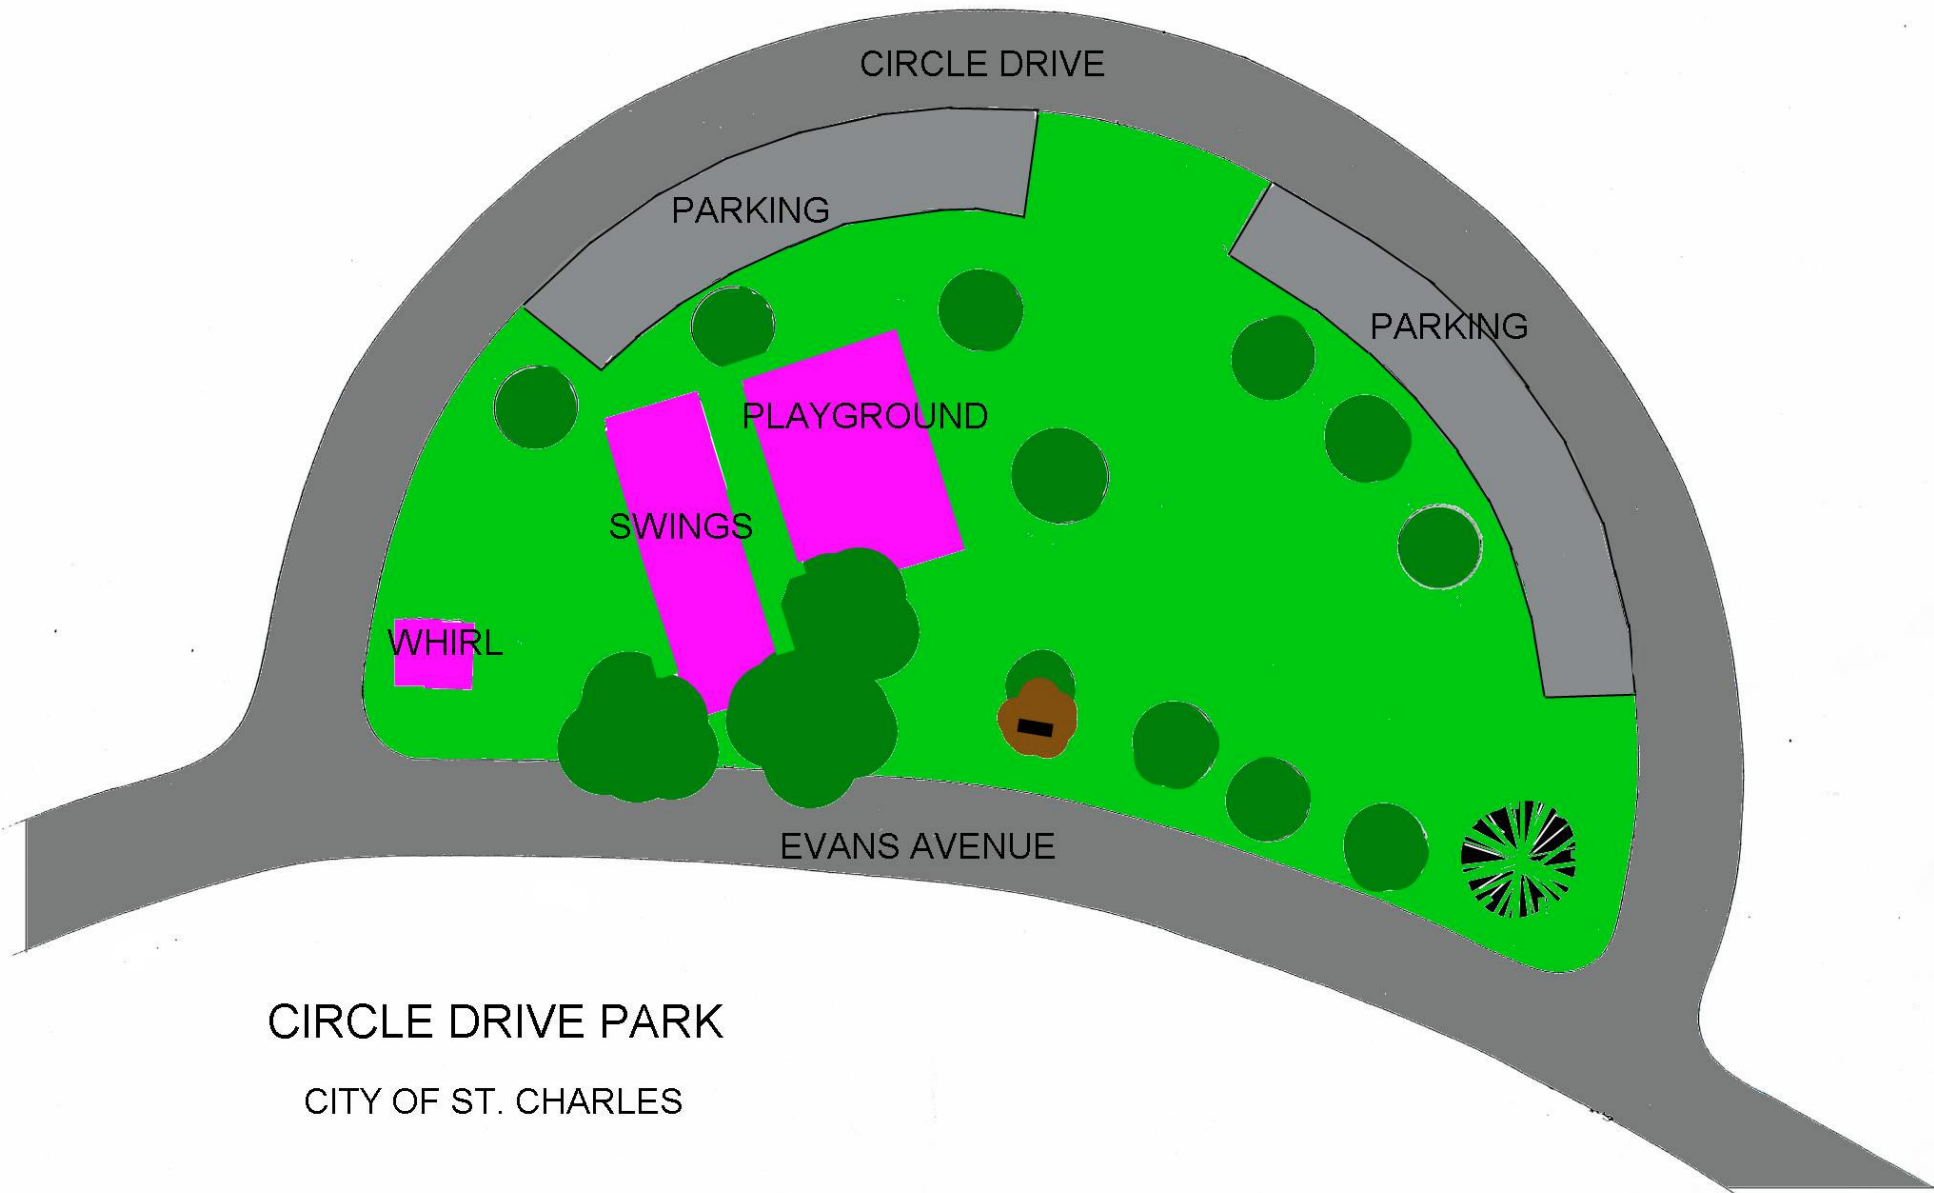 CIRCLE DRIVE
PARKING
PARKING
PLAYGROUND
SWINGS
WHIRL
EVANS AVENUE
CIRCLE DRIVE PARK
CITY OF ST. CHARLES